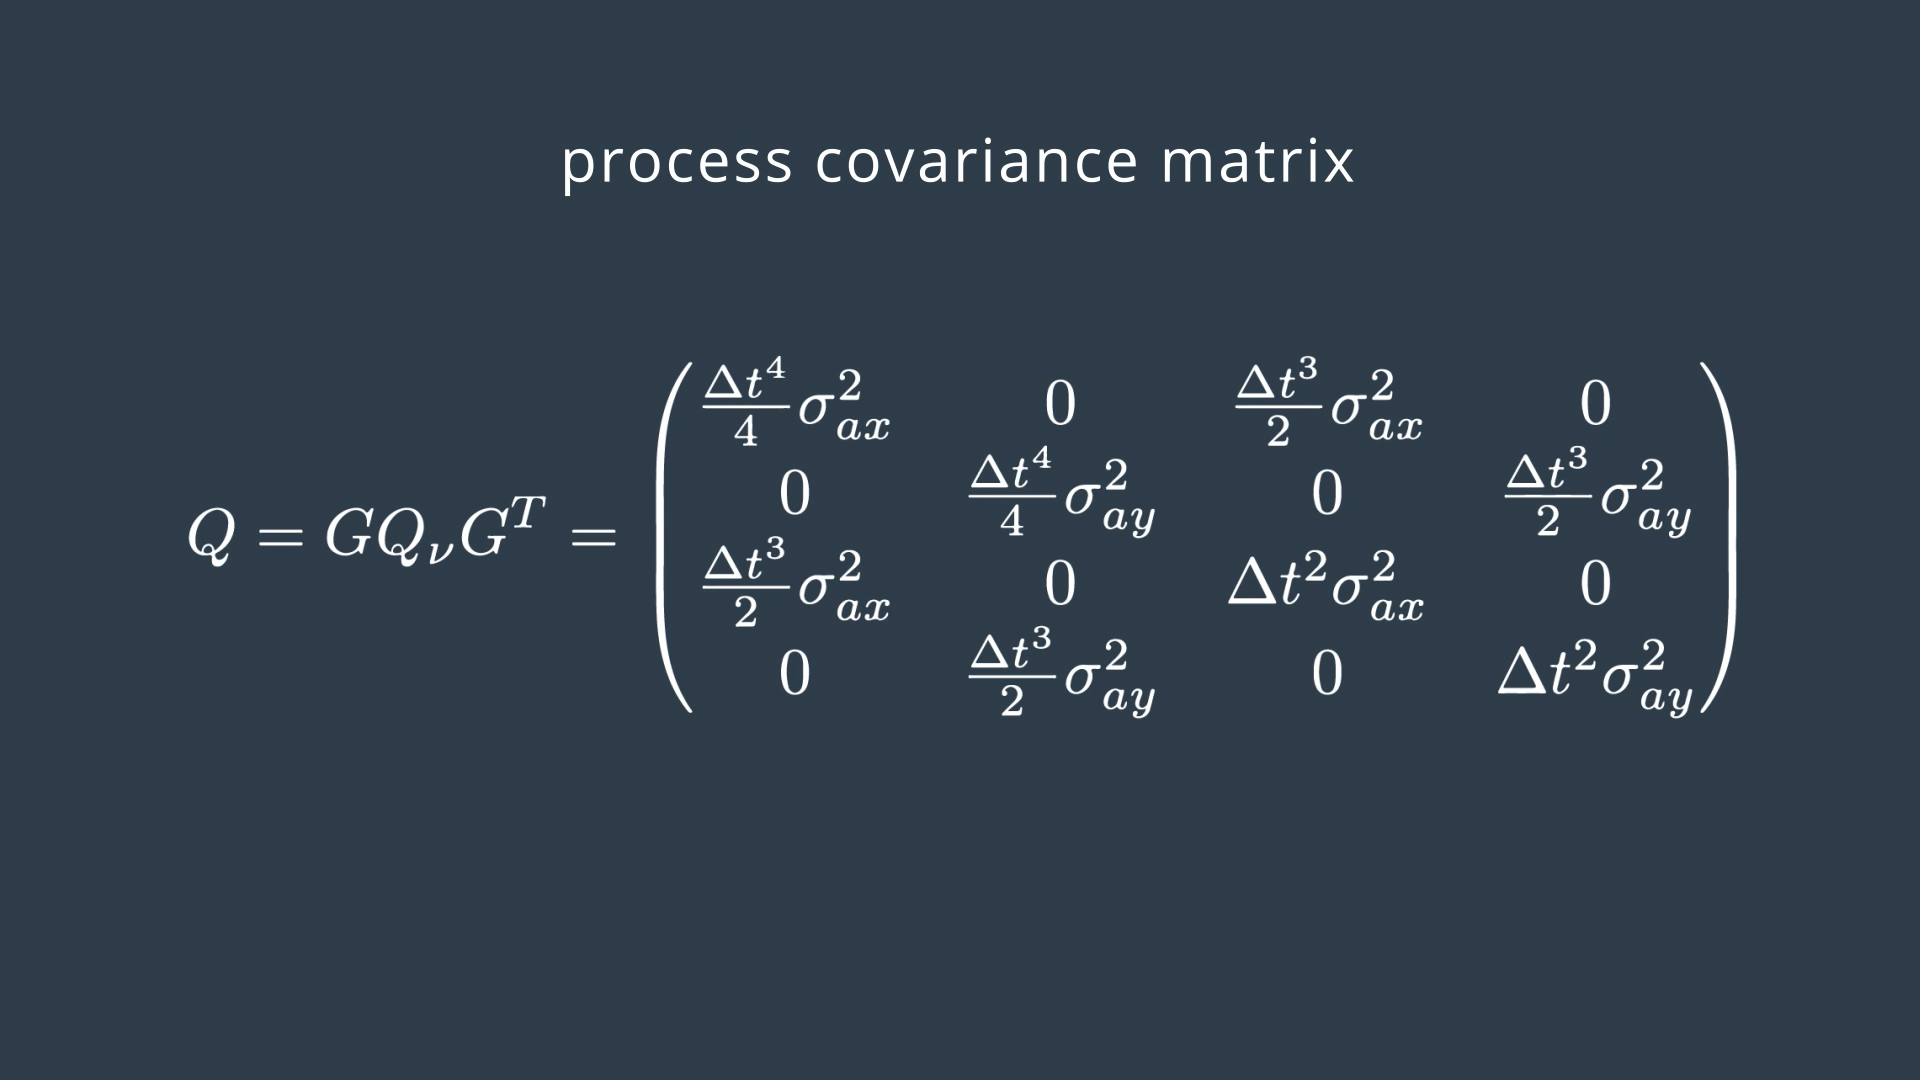 process covariance matrix
$Q = GQ_{\nu}G^{T} = \begin{pmatrix} \frac{\Delta t^4}{4}\sigma_{ax}^2 & 0 & \frac{\Delta t^3}{2}\sigma_{ax}^2 & 0 \\ 0 & \frac{\Delta t^4}{4}\sigma_{ay}^2 & 0 & \frac{\Delta t^3}{2}\sigma_{ay}^2 \\ \frac{\Delta t^3}{2}\sigma_{ax}^2 & 0 & \Delta t^2\sigma_{ax}^2 & 0 \\ 0 & \frac{\Delta t^3}{2}\sigma_{ay}^2 & 0 & \Delta t^2\sigma_{ay}^2 \end{pmatrix}$